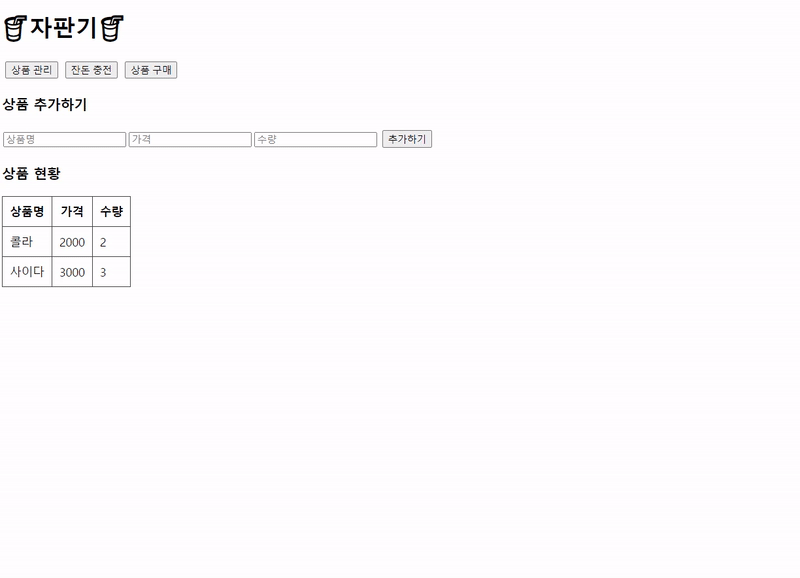 🥤자판기🥤
상품 관리 잔돈 충전 상품 구매
상품 추가하기
상품명 가격 수량 추가하기
상품 현황
상품명 가격 수량
콜라 2000 2
사이다 3000 3